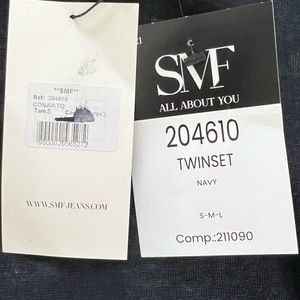 **SMF**
Ref: 204610
CONJUNTO
Tam S
WWW.SMF-JEANS.COM
SMF
ALL ABOUT YOU
204610
TWINSET
NAVY
S-M-L
Comp.:211090